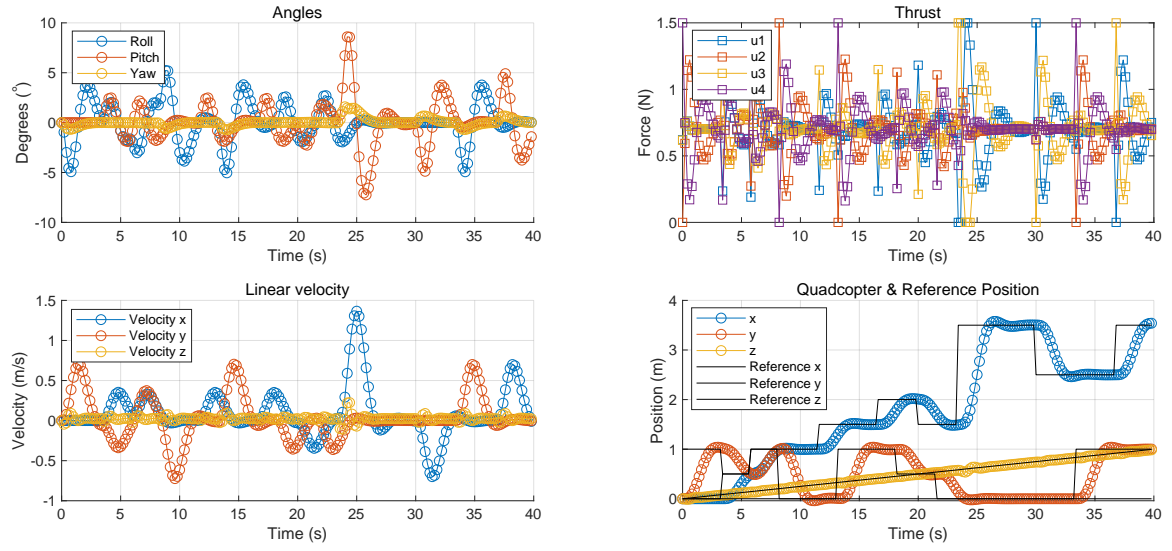 Angles
Degrees (°)
10
5
0
-5
-10
Roll
Pitch
Yaw
0 5 10 15 20 25 30 35 40
Time (s)
Thrust
Force (N)
1.5
1
0.5
0
u1
u2
u3
u4
0 5 10 15 20 25 30 35 40
Time (s)
Linear velocity
Velocity (m/s)
1.5
1
0.5
0
-0.5
-1
Velocity x
Velocity y
Velocity z
0 5 10 15 20 25 30 35 40
Time (s)
Quadcopter & Reference Position
Position (m)
4
3
2
1
0
x
y
z
Reference x
Reference y
Reference z
0 5 10 15 20 25 30 35 40
Time (s)